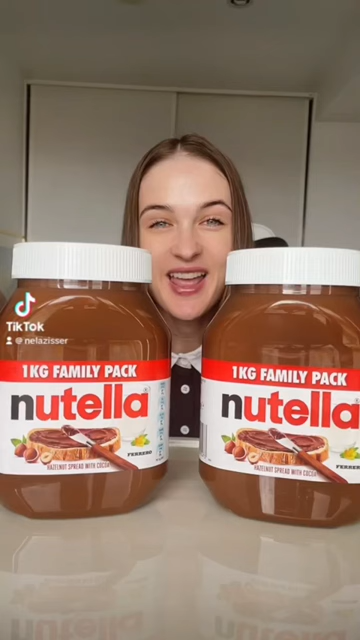 TikTok
@ nelazisser
1KG FAMILY PACK
nutella
HAZELNUT SPREAD WITH COCOA
FERRERO
1KG FAMILY PACK
nutella
HAZELNUT SPREAD WITH COCOA
FERRERO